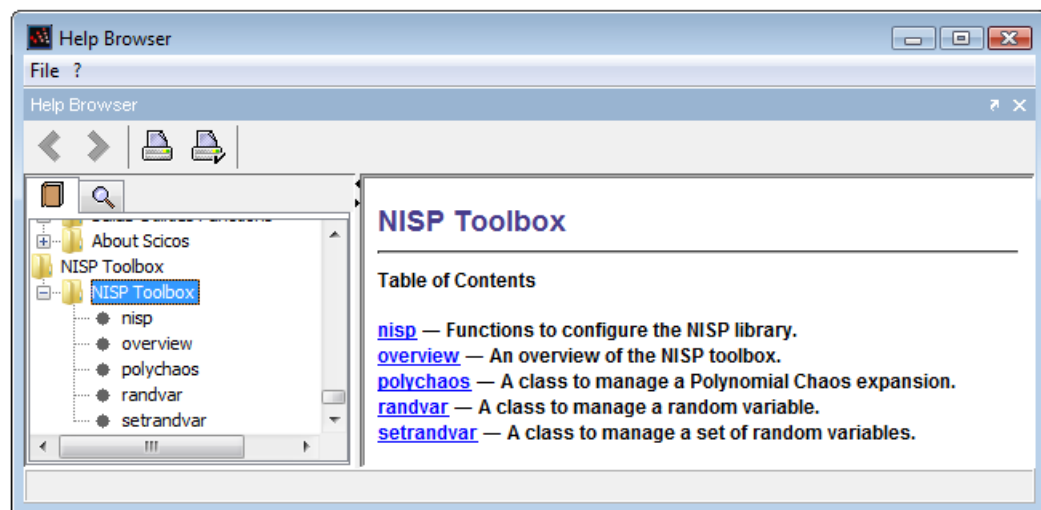 Help Browser
File ?
Help Browser
About Scicos
NISP Toolbox
NISP Toolbox
nisp
overview
polychaos
randvar
setrandvar
NISP Toolbox
Table of Contents
nisp — Functions to configure the NISP library.
overview — An overview of the NISP toolbox.
polychaos — A class to manage a Polynomial Chaos expansion.
randvar — A class to manage a random variable.
setrandvar — A class to manage a set of random variables.